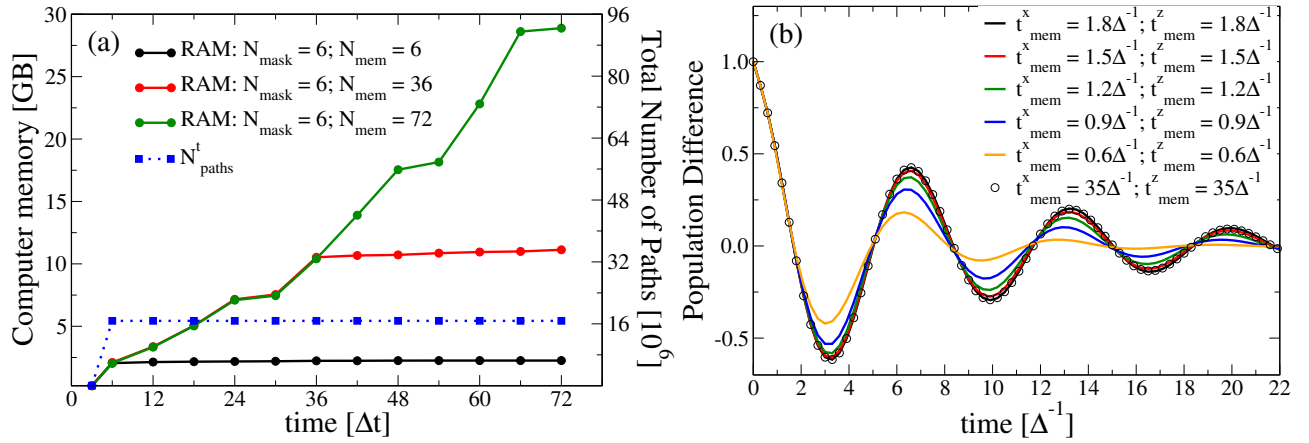 (a)
RAM: N_mask = 6; N_mem = 6
RAM: N_mask = 6; N_mem = 36
RAM: N_mask = 6; N_mem = 72
N^t_paths
Computer memory [GB]
30
25
20
15
10
5
0 12 24 36 48 60 72
time [Δt]
96
80
64
48
32
16
Total Number of Paths [10^6]
(b)
t^x_mem = 1.8Δ^-1; t^z_mem = 1.8Δ^-1
t^x_mem = 1.5Δ^-1; t^z_mem = 1.5Δ^-1
t^x_mem = 1.2Δ^-1; t^z_mem = 1.2Δ^-1
t^x_mem = 0.9Δ^-1; t^z_mem = 0.9Δ^-1
t^x_mem = 0.6Δ^-1; t^z_mem = 0.6Δ^-1
t^x_mem = 35Δ^-1; t^z_mem = 35Δ^-1
Population Difference
1.0
0.5
0.0
-0.5
0 2 4 6 8 10 12 14 16 18 20 22
time [Δ^-1]